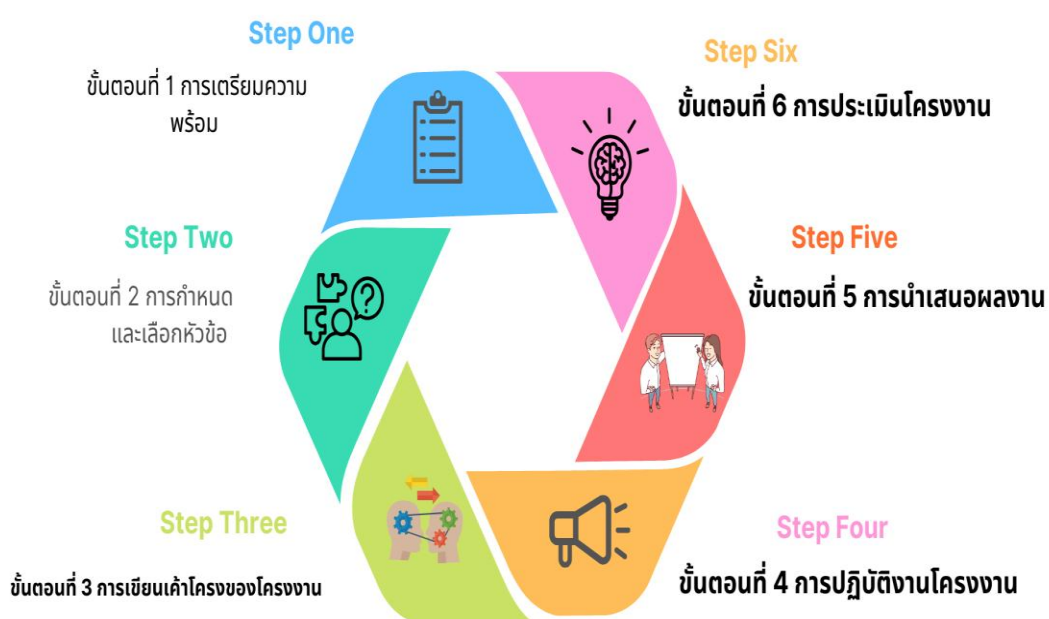 Step One
ขั้นตอนที่ 1 การเตรียมความ
พร้อม
Step Two
ขั้นตอนที่ 2 การกำหนด
และเลือกหัวข้อ
Step Three
ขั้นตอนที่ 3 การเขียนเค้าโครงของโครงงาน
Step Four
ขั้นตอนที่ 4 การปฏิบัติงานโครงงาน
Step Five
ขั้นตอนที่ 5 การนำเสนอผลงาน
Step Six
ขั้นตอนที่ 6 การประเมินโครงงาน